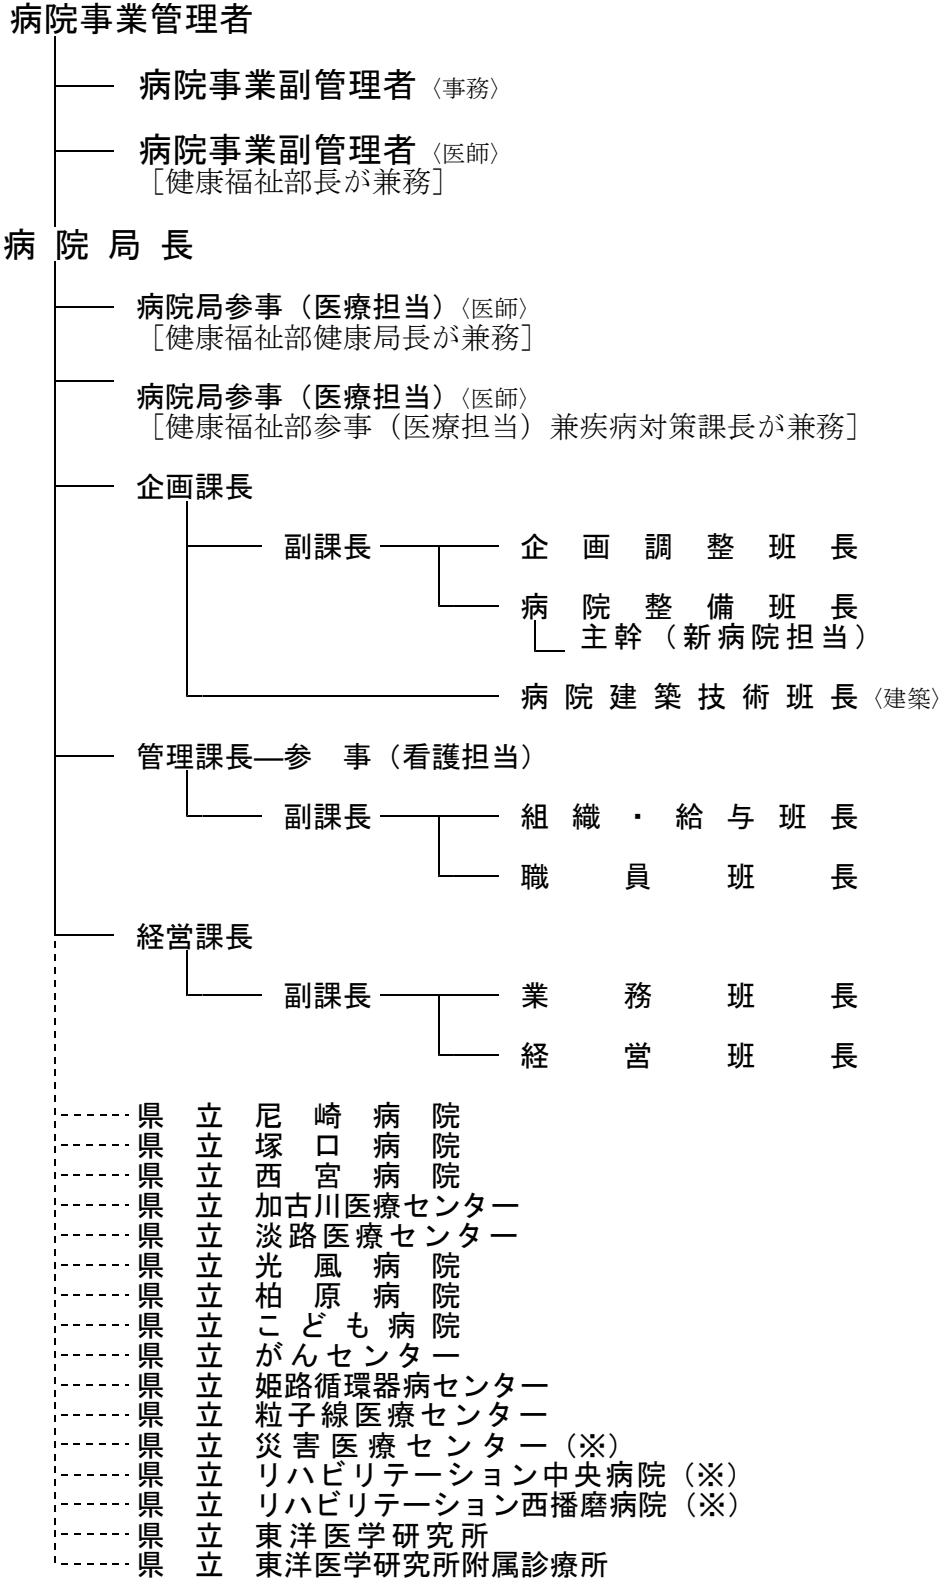 病院事業管理者
病院事業副管理者〈事務〉
病院事業副管理者〈医師〉
［健康福祉部長が兼務］
病院局長
病院局参事（医療担当）〈医師〉
［健康福祉部健康局長が兼務］
病院局参事（医療担当）〈医師〉
［健康福祉部参事（医療担当）兼疾病対策課長が兼務］
企画課長
副課長 企画調整班長
病院整備班長
主幹（新病院担当）
病院建築技術班長〈建築〉
管理課長―参　事（看護担当）
副課長 組織・給与班長
職員班長
経営課長
副課長 業務班長
経営班長
県立尼崎病院
県立塚口病院
県立西宮病院
県立加古川医療センター
県立淡路医療センター
県立光風病院
県立柏原病院
県立こども病院
県立がんセンター
県立姫路循環器病センター
県立粒子線医療センター
県立災害医療センター（※）
県立リハビリテーション中央病院（※）
県立リハビリテーション西播磨病院（※）
県立東洋医学研究所
県立東洋医学研究所附属診療所